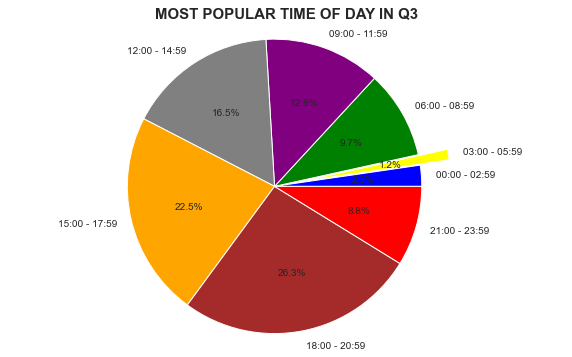 MOST POPULAR TIME OF DAY IN Q3
09:00 - 11:59
12:00 - 14:59
06:00 - 08:59
12.8%
16.5%
9.7%
03:00 - 05:59
1.2%
00:00 - 02:59
22.5%
8.8%
15:00 - 17:59
21:00 - 23:59
26.3%
18:00 - 20:59